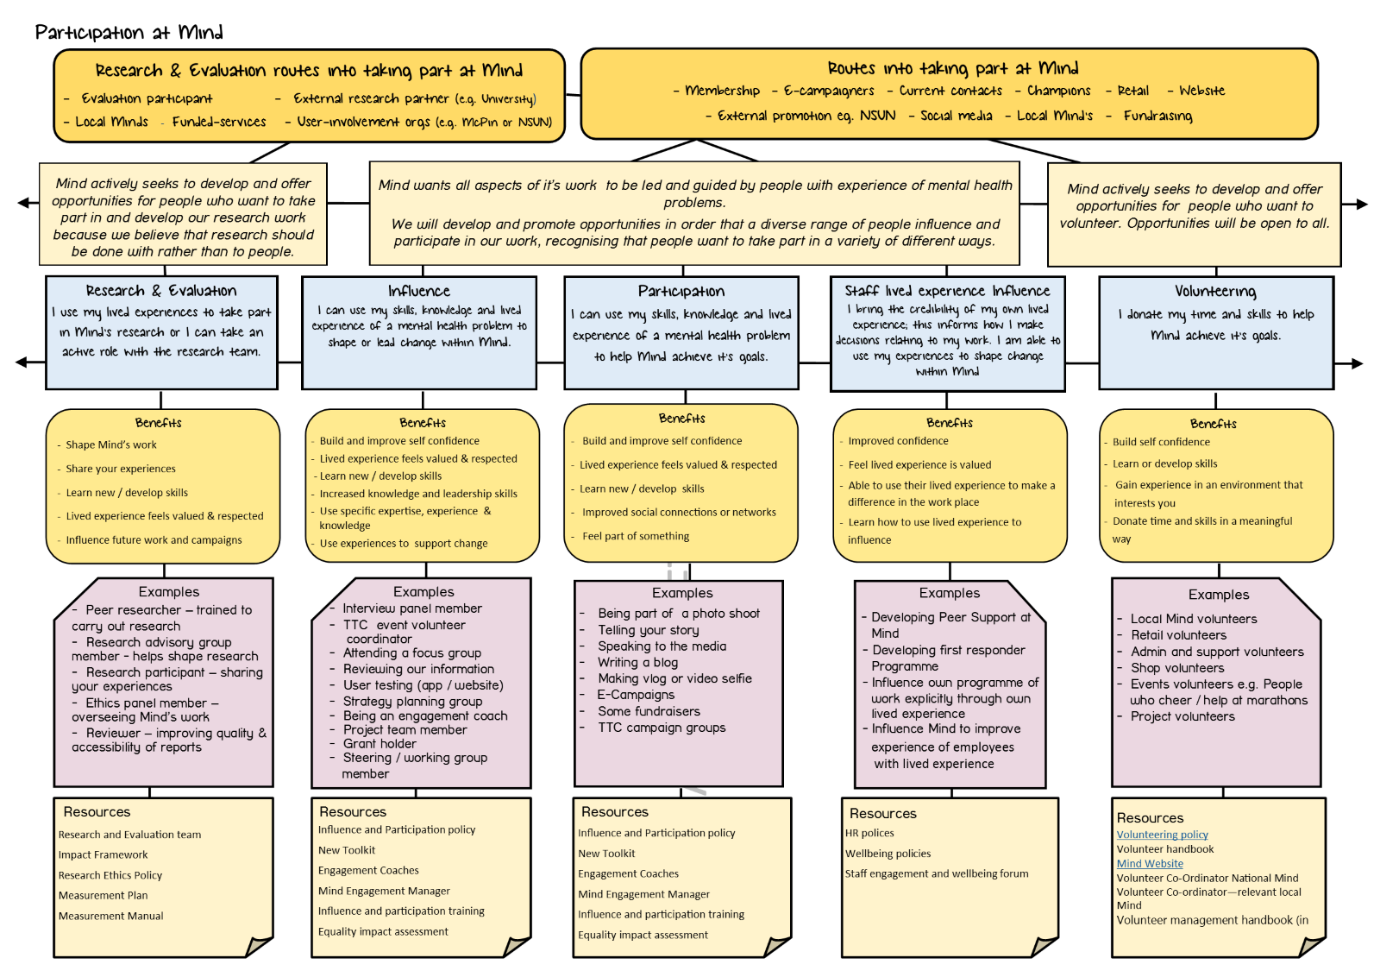 Participation at Mind
Research & Evaluation routes into taking part at Mind
- Evaluation participant - External research partner (e.g. University)
- Local Minds - Funded-services - User-involvement orgs (e.g. McPin or NSUN)
Routes into taking part at Mind
- Membership - E-campaigners - Current contacts - Champions - Retail - Website
- External promotion eg. NSUN - Social media - Local Mind's - Fundraising
Mind actively seeks to develop and offer
opportunities for people who want to take
part in and develop our research work
because we believe that research should
be done with rather than to people.
Mind wants all aspects of it's work to be led and guided by people with experience of mental health
problems.
We will develop and promote opportunities in order that a diverse range of people influence and
participate in our work, recognising that people want to take part in a variety of different ways.
Mind actively seeks to develop and offer
opportunities for people who want to
volunteer. Opportunities will be open to all.
Research & Evaluation
I use my lived experiences to take part
in Mind's research or I can take an
active role with the research team.
Influence
I can use my skills, knowledge and lived
experience of a mental health problem to
shape or lead change within Mind.
Participation
I can use my skills, knowledge and lived
experience of a mental health problem
to help Mind achieve it's goals.
Staff lived experience Influence
I bring the credibility of my own lived
experience; this informs how I make
decisions relating to my work. I am able to
use my experiences to shape change
within Mind
Volunteering
I donate my time and skills to help
Mind achieve it's goals.
Benefits
- Shape Mind's work
- Share your experiences
- Learn new / develop skills
- Lived experience feels valued & respected
- Influence future work and campaigns
Benefits
- Build and improve self confidence
- Lived experience feels valued & respected
- Learn new / develop skills
- Increased knowledge and leadership skills
- Use specific expertise, experience &
knowledge
- Use experiences to support change
Benefits
- Build and improve self confidence
- Lived experience feels valued & respected
- Learn new / develop skills
- Improved social connections or networks
- Feel part of something
Benefits
- Improved confidence
- Feel lived experience is valued
- Able to use their lived experience to make a
difference in the work place
- Learn how to use lived experience to
influence
Benefits
- Build self confidence
- Learn or develop skills
- Gain experience in an environment that
interests you
- Donate time and skills in a meaningful
way
Examples
- Peer researcher – trained to
carry out research
- Research advisory group
member - helps shape research
- Research participant – sharing
your experiences
- Ethics panel member –
overseeing Mind's work
- Reviewer – improving quality &
accessibility of reports
Examples
- Interview panel member
- TTC event volunteer
coordinator
- Attending a focus group
- Reviewing our information
- User testing (app / website)
- Strategy planning group
- Being an engagement coach
- Project team member
- Grant holder
- Steering / working group
member
Examples
- Being part of a photo shoot
- Telling your story
- Speaking to the media
- Writing a blog
- Making vlog or video selfie
- E-Campaigns
- Some fundraisers
- TTC campaign groups
Examples
- Developing Peer Support at
Mind
- Developing first responder
Programme
- Influence own programme of
work explicitly through own
lived experience
- Influence Mind to improve
experience of employees
with lived experience
Examples
- Local Mind volunteers
- Retail volunteers
- Admin and support volunteers
- Shop volunteers
- Events volunteers e.g. People
who cheer / help at marathons
- Project volunteers
Resources
Research and Evaluation team
Impact Framework
Research Ethics Policy
Measurement Plan
Measurement Manual
Resources
Influence and Participation policy
New Toolkit
Engagement Coaches
Mind Engagement Manager
Influence and participation training
Equality impact assessment
Resources
Influence and Participation policy
New Toolkit
Engagement Coaches
Mind Engagement Manager
Influence and participation training
Equality impact assessment
Resources
HR polices
Wellbeing policies
Staff engagement and wellbeing forum
Resources
Volunteering policy
Volunteer handbook
Mind Website
Volunteer Co-Ordinator National Mind
Volunteer Co-ordinator—relevant local
Mind
Volunteer management handbook (in